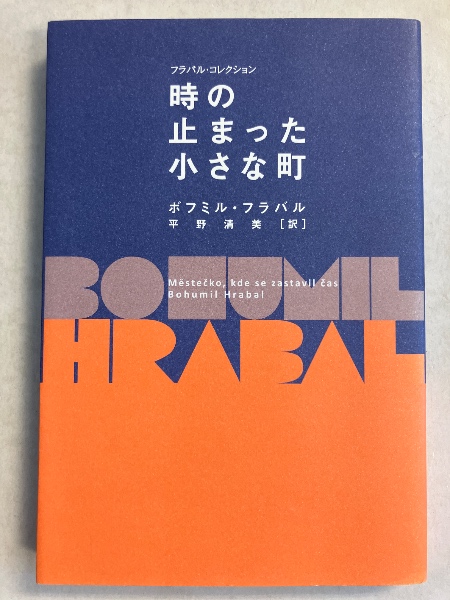 フラバル・コレクション
時の
止まった
小さな町
ボフミル・フラバル
平野清美[訳]
BOHUMIL
Městečko, kde se zastavil čas
Bohumil Hrabal
HRABAL